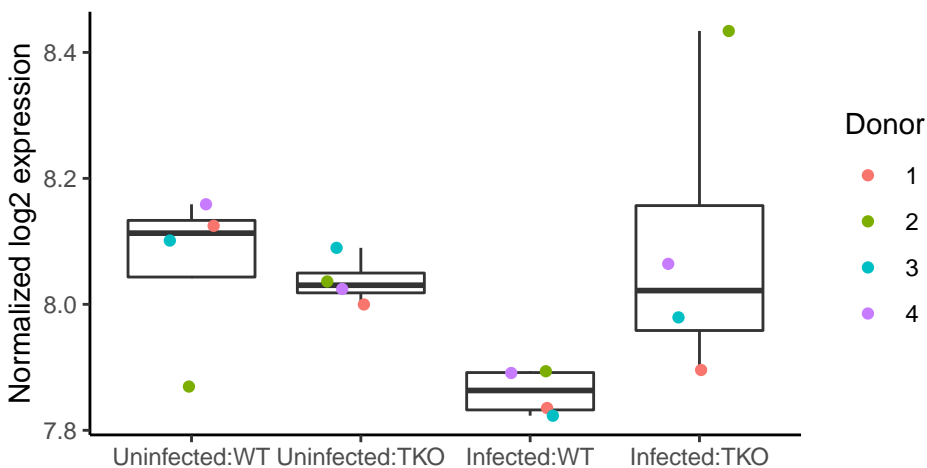 Normalized log2 expression
8.4
8.2
8.0
7.8
Uninfected:WT Uninfected:TKO Infected:WT Infected:TKO
Donor
1
2
3
4